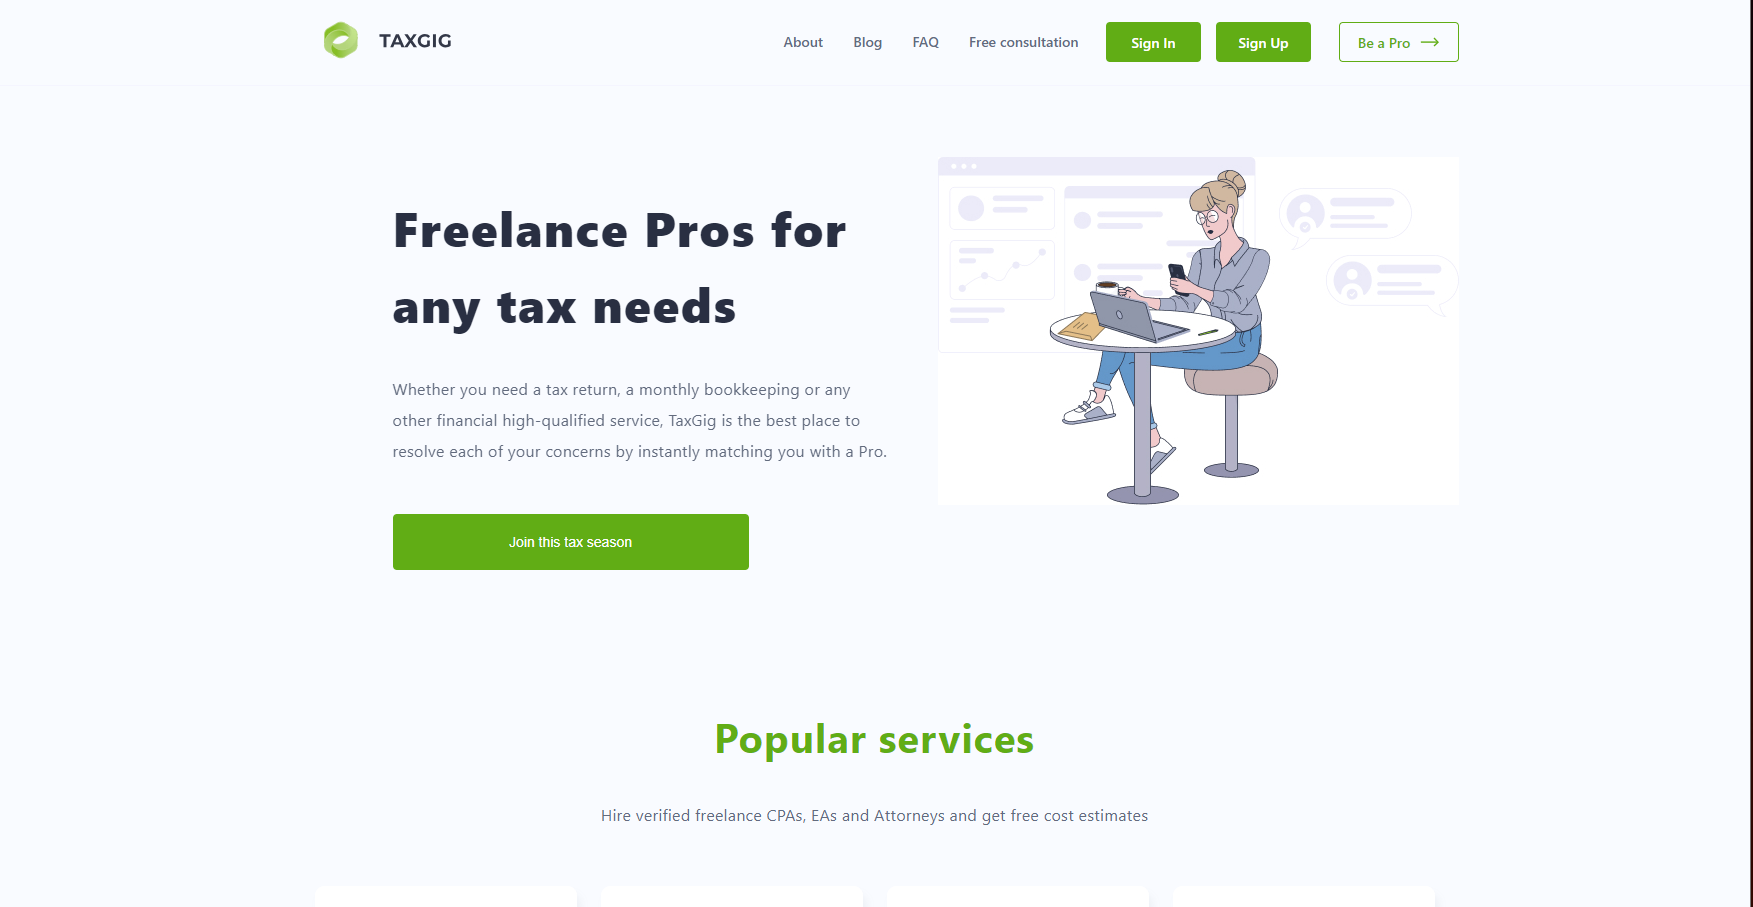 TAXGIG
About Blog FAQ Free consultation Sign In Sign Up Be a Pro
Freelance Pros for
any tax needs
Whether you need a tax return, a monthly bookkeeping or any
other financial high-qualified service, TaxGig is the best place to
resolve each of your concerns by instantly matching you with a Pro.
Join this tax season
Popular services
Hire verified freelance CPAs, EAs and Attorneys and get free cost estimates